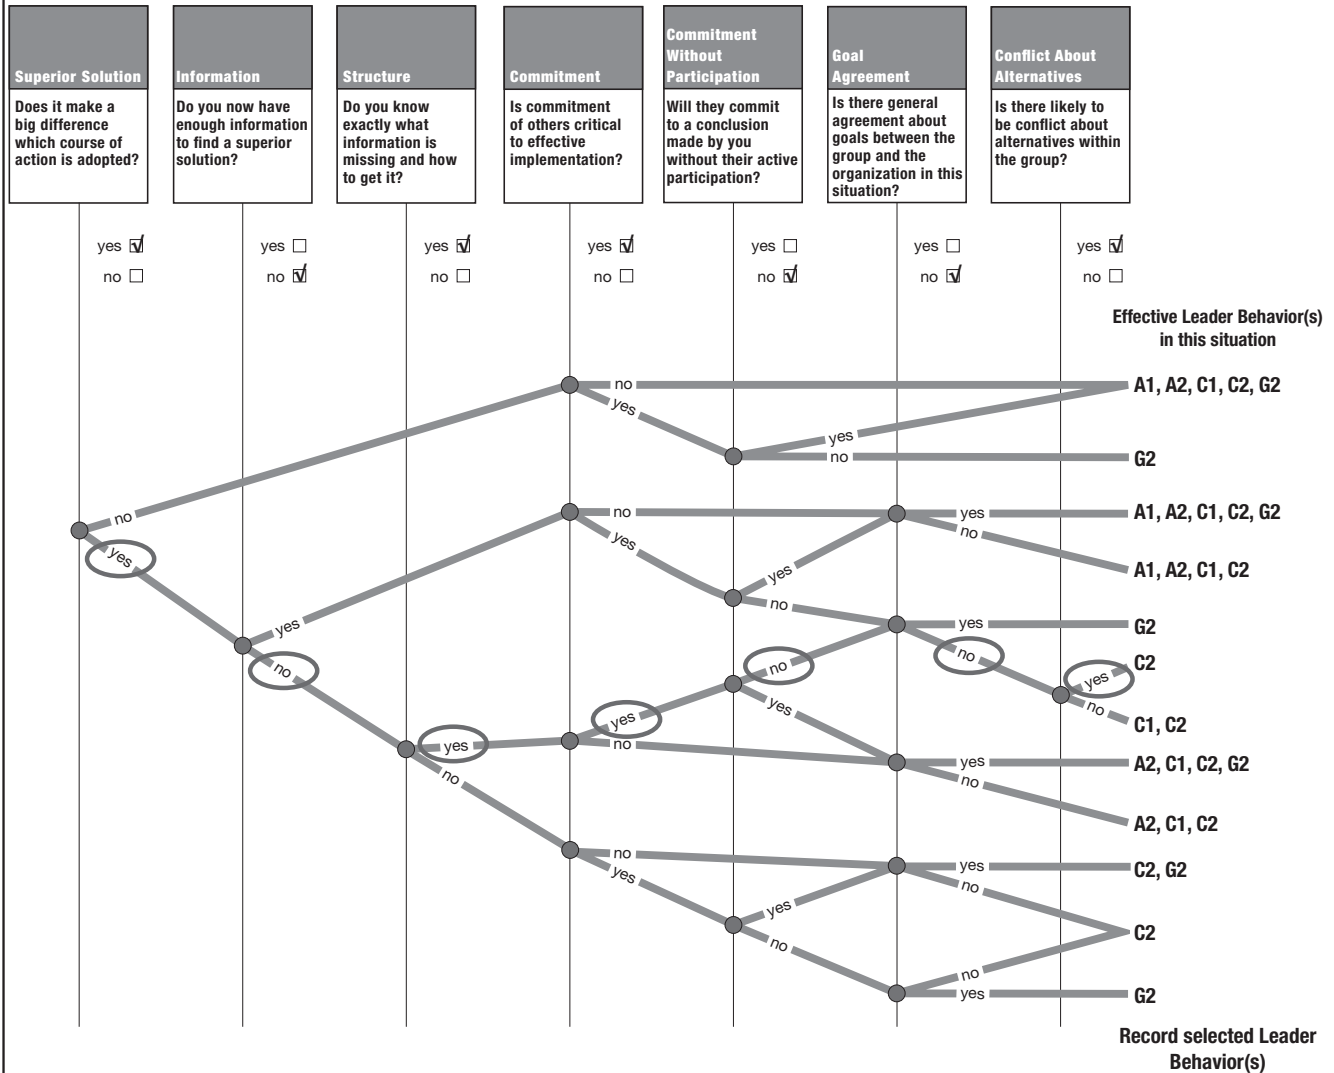 Superior Solution
Does it make a
big difference
which course of
action is adopted?
Information
Do you now have
enough information
to find a superior
solution?
Structure
Do you know
exactly what
information is
missing and how
to get it?
Commitment
Is commitment
of others critical
to effective
implementation?
Commitment
Without
Participation
Will they commit
to a conclusion
made by you
without their active
participation?
Goal
Agreement
Is there general
agreement about
goals between the
group and the
organization in this
situation?
Conflict About
Alternatives
Is there likely to
be conflict about
alternatives within
the group?
yes yes yes yes yes yes yes
no no no no no no no
Effective Leader Behavior(s)
in this situation
no
A1, A2, C1, C2, G2
yes
yes
no
G2
no
yes
no
yes
A1, A2, C1, C2, G2
no
yes
yes
A1, A2, C1, C2
no
yes
yes
G2
no
no
no
yes
C2
no
C1, C2
yes
yes
yes
no
yes
A2, C1, C2, G2
no
no
A2, C1, C2
no
yes
C2, G2
yes
no
yes
C2
no
no
yes
G2
Record selected Leader
Behavior(s)